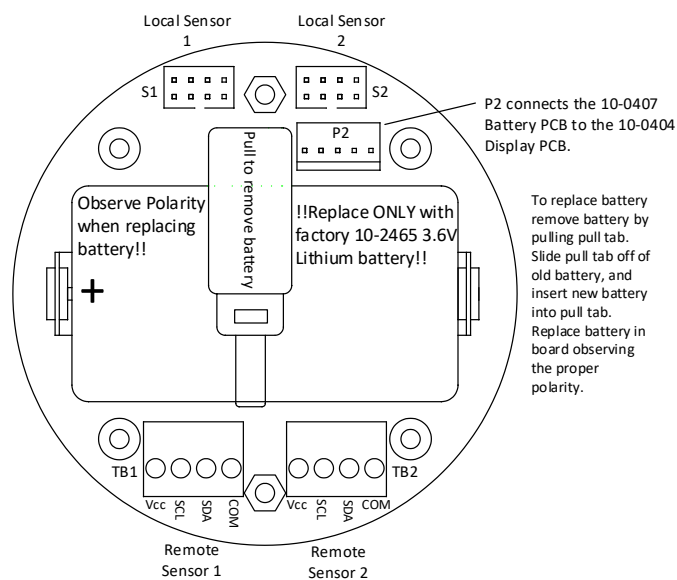 Local Sensor
1
Local Sensor
2
S1
S2
P2
P2 connects the 10-0407
Battery PCB to the 10-0404
Display PCB.
Pull to remove battery
Observe Polarity
when replacing
battery!!
!!Replace ONLY with
factory 10-2465 3.6V
Lithium battery!!
+
To replace battery
remove battery by
pulling pull tab.
Slide pull tab off of
old battery, and
insert new battery
into pull tab.
Replace battery in
board observing
the proper
polarity.
TB1
TB2
Vcc SCL SDA COM
Vcc SCL SDA COM
Remote
Sensor 1
Remote
Sensor 2